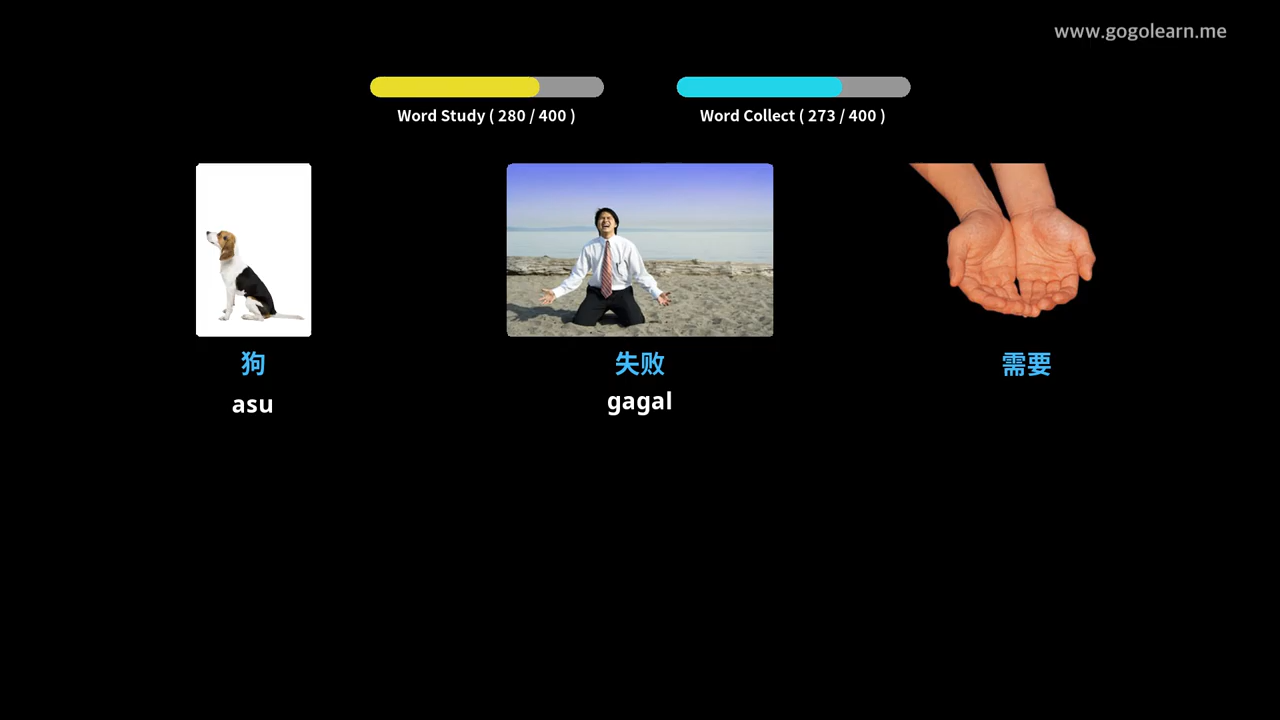 www.gogolearn.me
Word Study ( 280 / 400 )
Word Collect ( 273 / 400 )
狗
失败
需要
asu
gagal